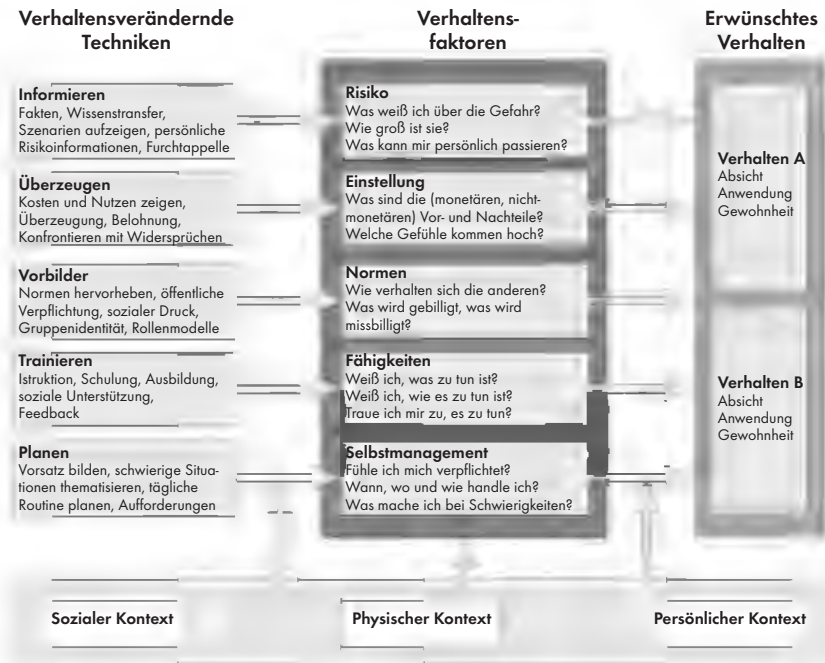 Verhaltensverändernde
Techniken
Verhaltens-
faktoren
Erwünschtes
Verhalten
Informieren
Fakten, Wissenstransfer,
Szenarien aufzeigen, persönliche
Risikoinformationen, Furchtappelle
Risiko
Was weiß ich über die Gefahr?
Wie groß ist sie?
Was kann mir persönlich passieren?
Überzeugen
Kosten und Nutzen zeigen,
Überzeugung, Belohnung,
Konfrontieren mit Widersprüchen
Einstellung
Was sind die (monetären, nicht-
monetären) Vor- und Nachteile?
Welche Gefühle kommen hoch?
Vorbilder
Normen hervorheben, öffentliche
Verpflichtung, sozialer Druck,
Gruppenidentität, Rollenmodelle
Normen
Wie verhalten sich die anderen?
Was wird gebilligt, was wird
missbilligt?
Trainieren
Istruktion, Schulung, Ausbildung,
soziale Unterstützung,
Feedback
Fähigkeiten
Weiß ich, was zu tun ist?
Weiß ich, wie es zu tun ist?
Traue ich mir zu, es zu tun?
Planen
Vorsatz bilden, schwierige Situa-
tionen thematisieren, tägliche
Routine planen, Aufforderungen
Selbstmanagement
Fühle ich mich verpflichtet?
Wann, wo und wie handle ich?
Was mache ich bei Schwierigkeiten?
Verhalten A
Absicht
Anwendung
Gewohnheit
Verhalten B
Absicht
Anwendung
Gewohnheit
Sozialer Kontext
Physischer Kontext
Persönlicher Kontext